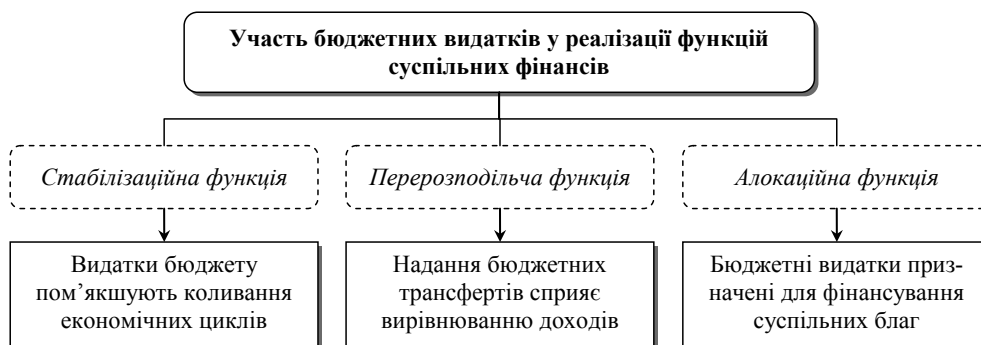 Участь бюджетних видатків у реалізації функцій
суспільних фінансів
Стабілізаційна функція
Перерозподільча функція
Алокаційна функція
Видатки бюджету
пом’якшують коливання
економічних циклів
Надання бюджетних
трансфертів сприяє
вирівнюванню доходів
Бюджетні видатки приз-
начені для фінансування
суспільних благ